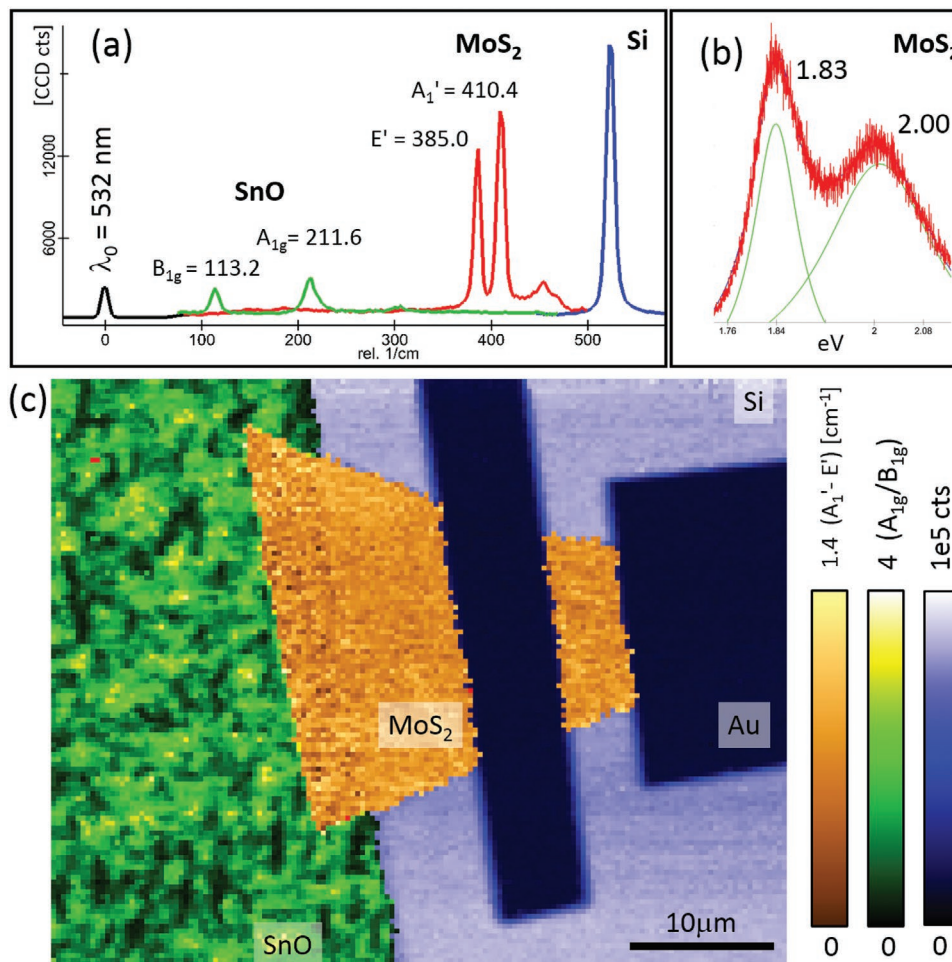 (a)
[CCD cts]
12000
6000
λ₀ = 532 nm
SnO
B₁g = 113.2
A₁g = 211.6
MoS₂
A₁' = 410.4
E' = 385.0
Si
0
100
200
300
400
500
rel. 1/cm
(b)
MoS₂
1.83
2.00
1.76
1.84
2
2.08
eV
(c)
Si
MoS₂
Au
SnO
10μm
1.4 (A₁'- E') [cm⁻¹]
4 (A₁g/B₁g)
1e5 cts
0
0
0